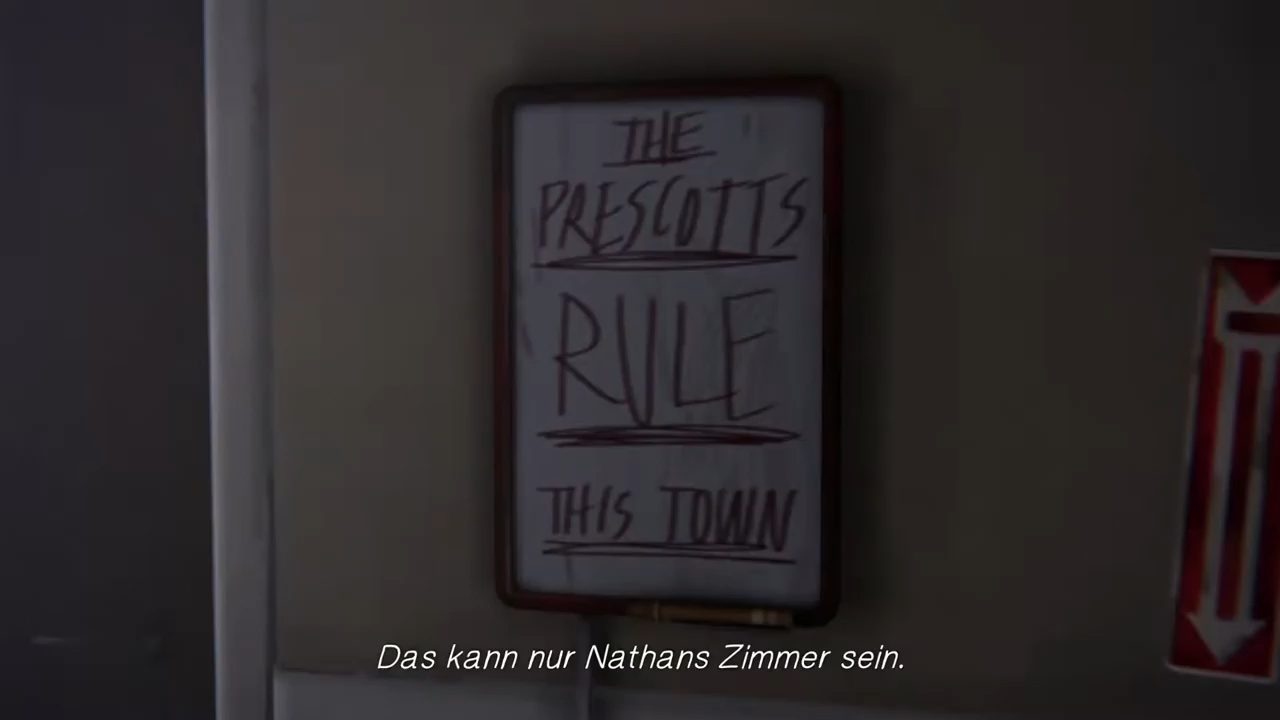 THE
PRESCOTTS
RULE
THIS TOWN
Das kann nur Nathans Zimmer sein.